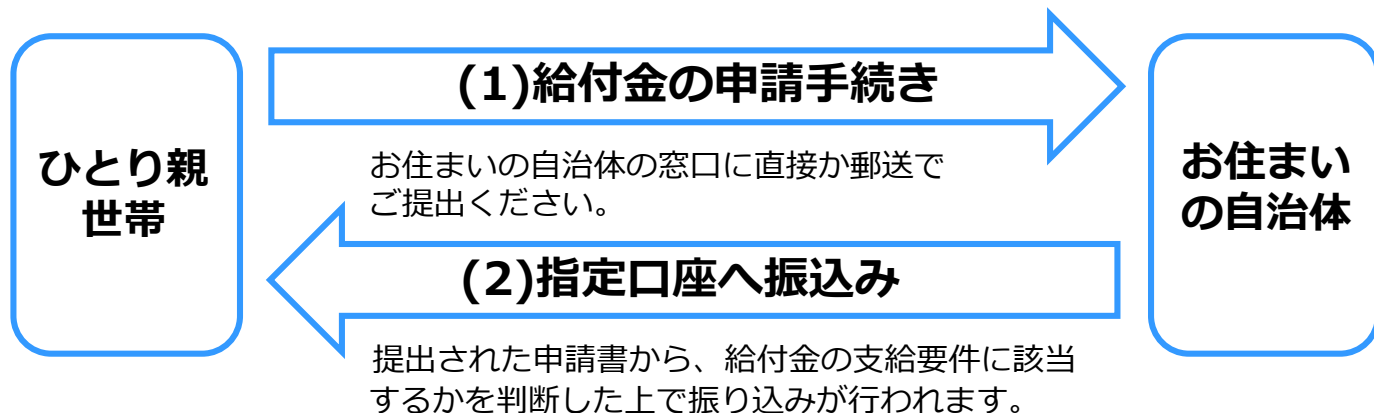 ひとり親
世帯
(1)給付金の申請手続き
お住まいの自治体の窓口に直接か郵送で
ご提出ください。
(2)指定口座へ振込み
提出された申請書から、給付金の支給要件に該当
するかを判断した上で振り込みが行われます。
お住まい
の自治体